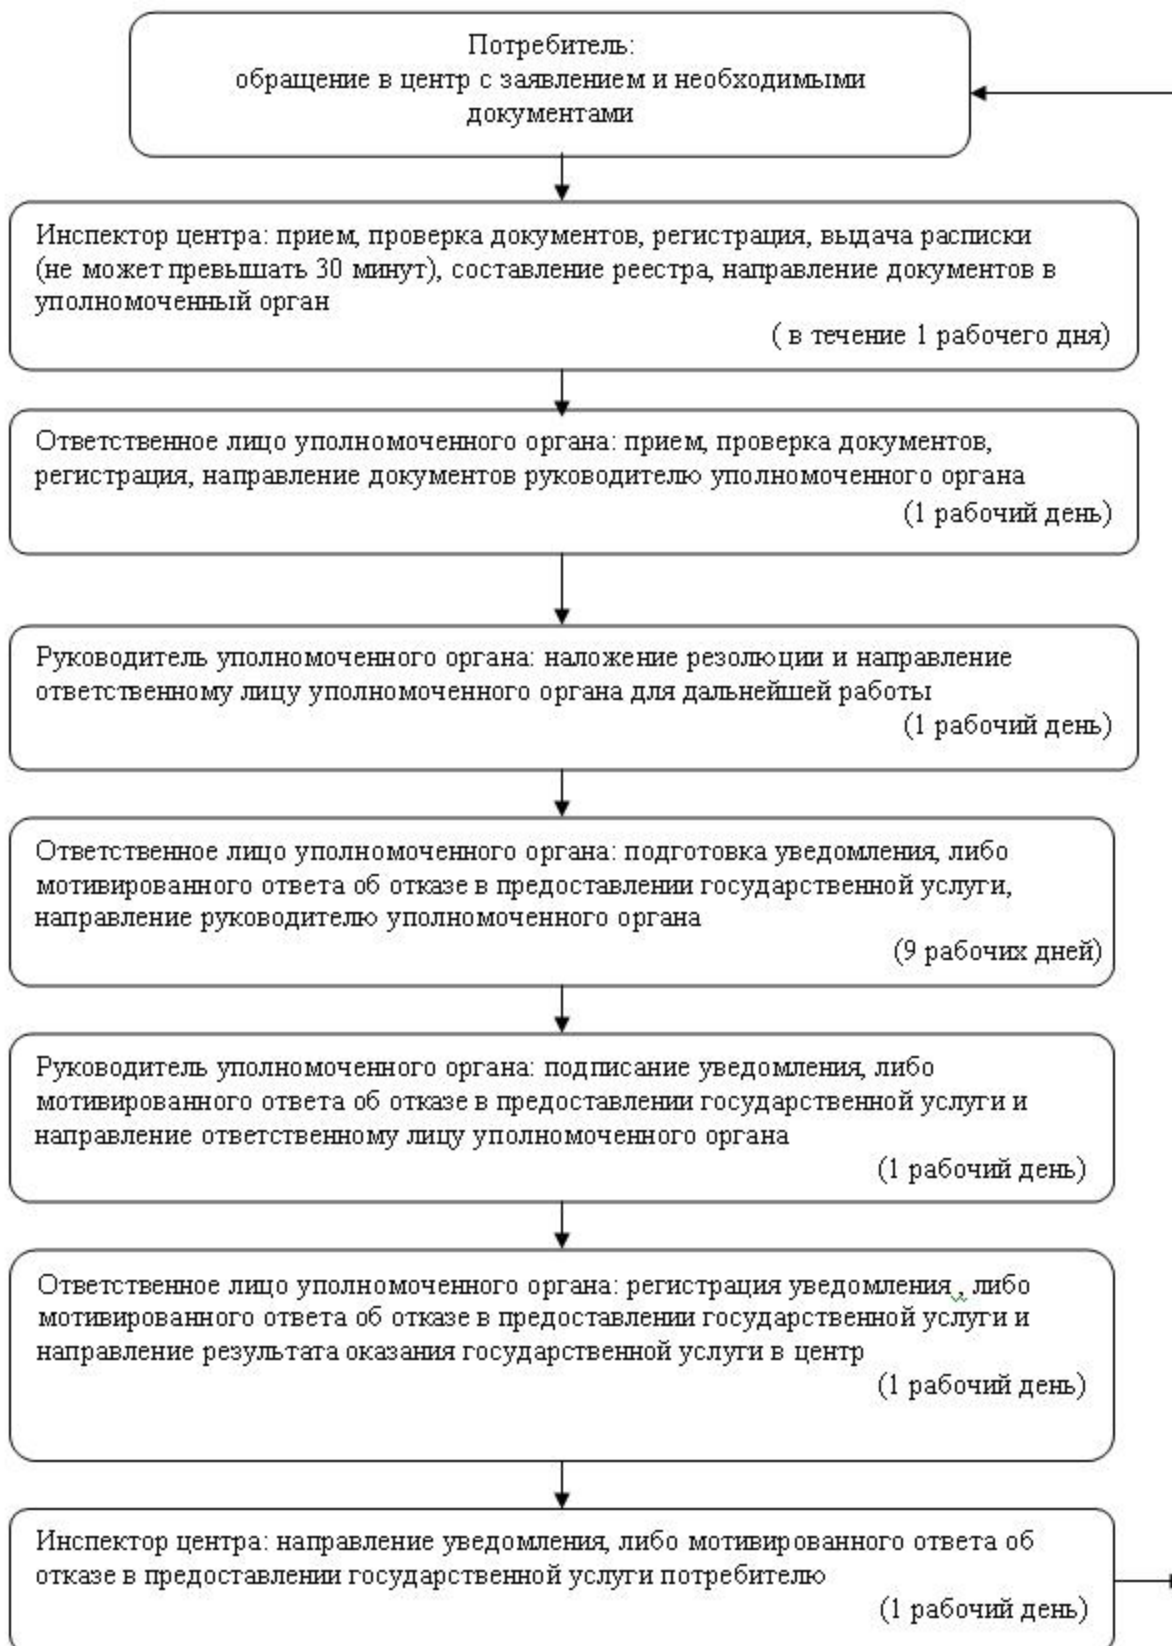 Потребитель:
обращение в центр с заявлением и необходимыми
документами
Инспектор центра: прием, проверка документов, регистрация, выдача расписки
(не может превышать 30 минут), составление реестра, направление документов в
уполномоченный орган
( в течение 1 рабочего дня)
Ответственное лицо уполномоченного органа: прием, проверка документов,
регистрация, направление документов руководителю уполномоченного органа
(1 рабочий день)
Руководитель уполномоченного органа: наложение резолюции и направление
ответственному лицу уполномоченного органа для дальнейшей работы
(1 рабочий день)
Ответственное лицо уполномоченного органа: подготовка уведомления, либо
мотивированного ответа об отказе в предоставлении государственной услуги,
направление руководителю уполномоченного органа
(9 рабочих дней)
Руководитель уполномоченного органа: подписание уведомления, либо
мотивированного ответа об отказе в предоставлении государственной услуги и
направление ответственному лицу уполномоченного органа
(1 рабочий день)
Ответственное лицо уполномоченного органа: регистрация уведомления , либо
мотивированного ответа об отказе в предоставлении государственной услуги и
направление результата оказания государственной услуги в центр
(1 рабочий день)
Инспектор центра: направление уведомления, либо мотивированного ответа об
отказе в предоставлении государственной услуги потребителю
(1 рабочий день)